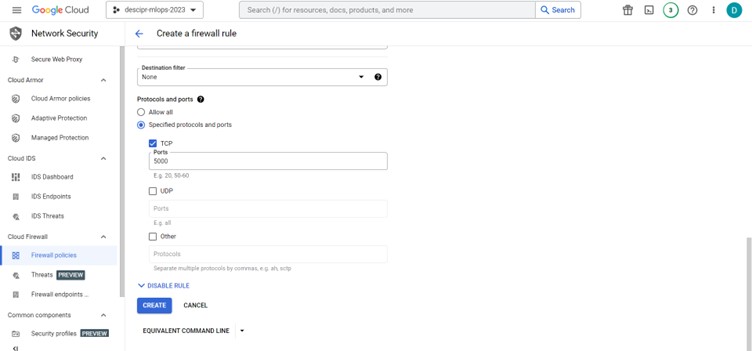 Google Cloud
descipr-mlops-2023
Search (/) for resources, docs, products, and more
Search
3
D
Network Security
Create a firewall rule
Secure Web Proxy
Cloud Armor
Cloud Armor policies
Adaptive Protection
Managed Protection
Cloud IDS
IDS Dashboard
IDS Endpoints
IDS Threats
Cloud Firewall
Firewall policies
Threats PREVIEW
Firewall endpoints ...
Common components
Security profiles PREVIEW
Destination filter
None
Protocols and ports
Allow all
Specified protocols and ports
TCP
Ports
5000
E.g. 20, 50-60
UDP
Ports
E.g. all
Other
Protocols
Separate multiple protocols by commas, e.g. ah, sctp
DISABLE RULE
CREATE
CANCEL
EQUIVALENT COMMAND LINE